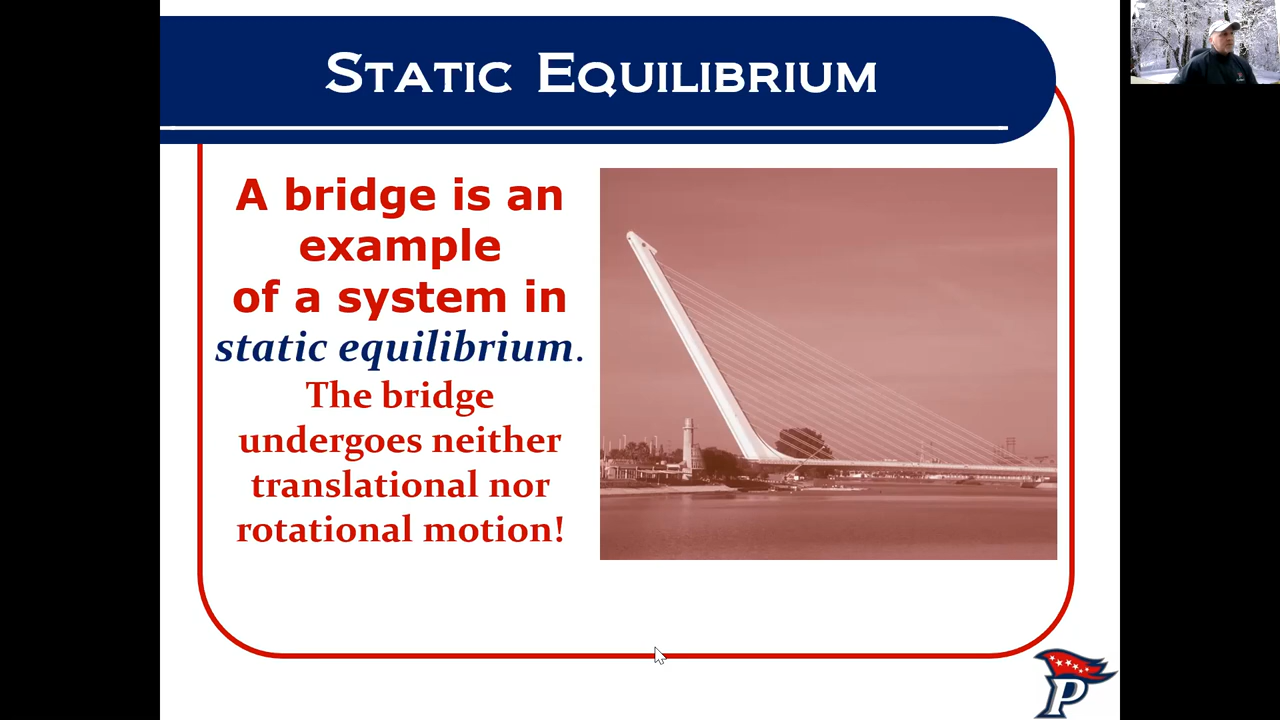 STATIC EQUILIBRIUM
A bridge is an
example
of a system in
static equilibrium.
The bridge
undergoes neither
translational nor
rotational motion!
P